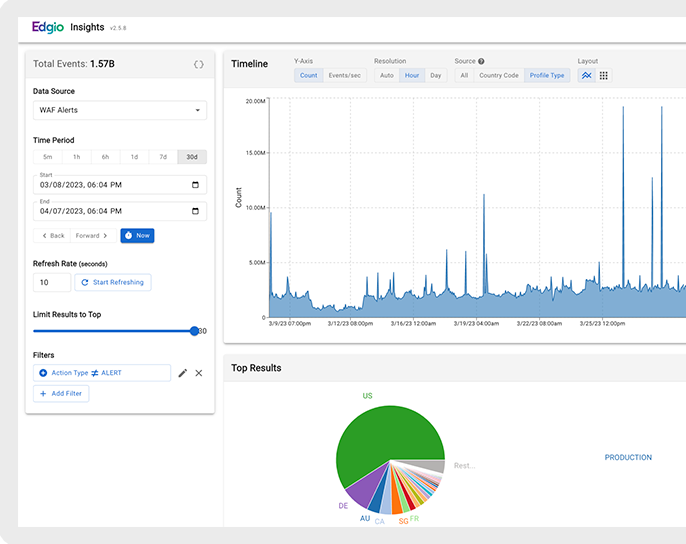 Edgio Insights v2.5.8
Total Events: 1.57B
Data Source
WAF Alerts
Time Period
5m 1h 6h 1d 7d 30d
Start
03/08/2023, 06:04 PM
End
04/07/2023, 06:04 PM
Back Forward Now
Refresh Rate (seconds)
10 Start Refreshing
Limit Results to Top
30
Filters
Action Type ≠ ALERT
+ Add Filter
Timeline
Y-Axis Resolution Source Layout
Count Events/sec Auto Hour Day All Country Code Profile Type
Count
20.00M
15.00M
10.00M
5.00M
0
3/9/23 07:00pm 3/12/23 08:00pm 3/16/23 12:00am 3/19/23 04:00am 3/22/23 08:00am 3/25/23 12:00pm
Top Results
US
Rest...
DE
AU CA SG FR
PRODUCTION